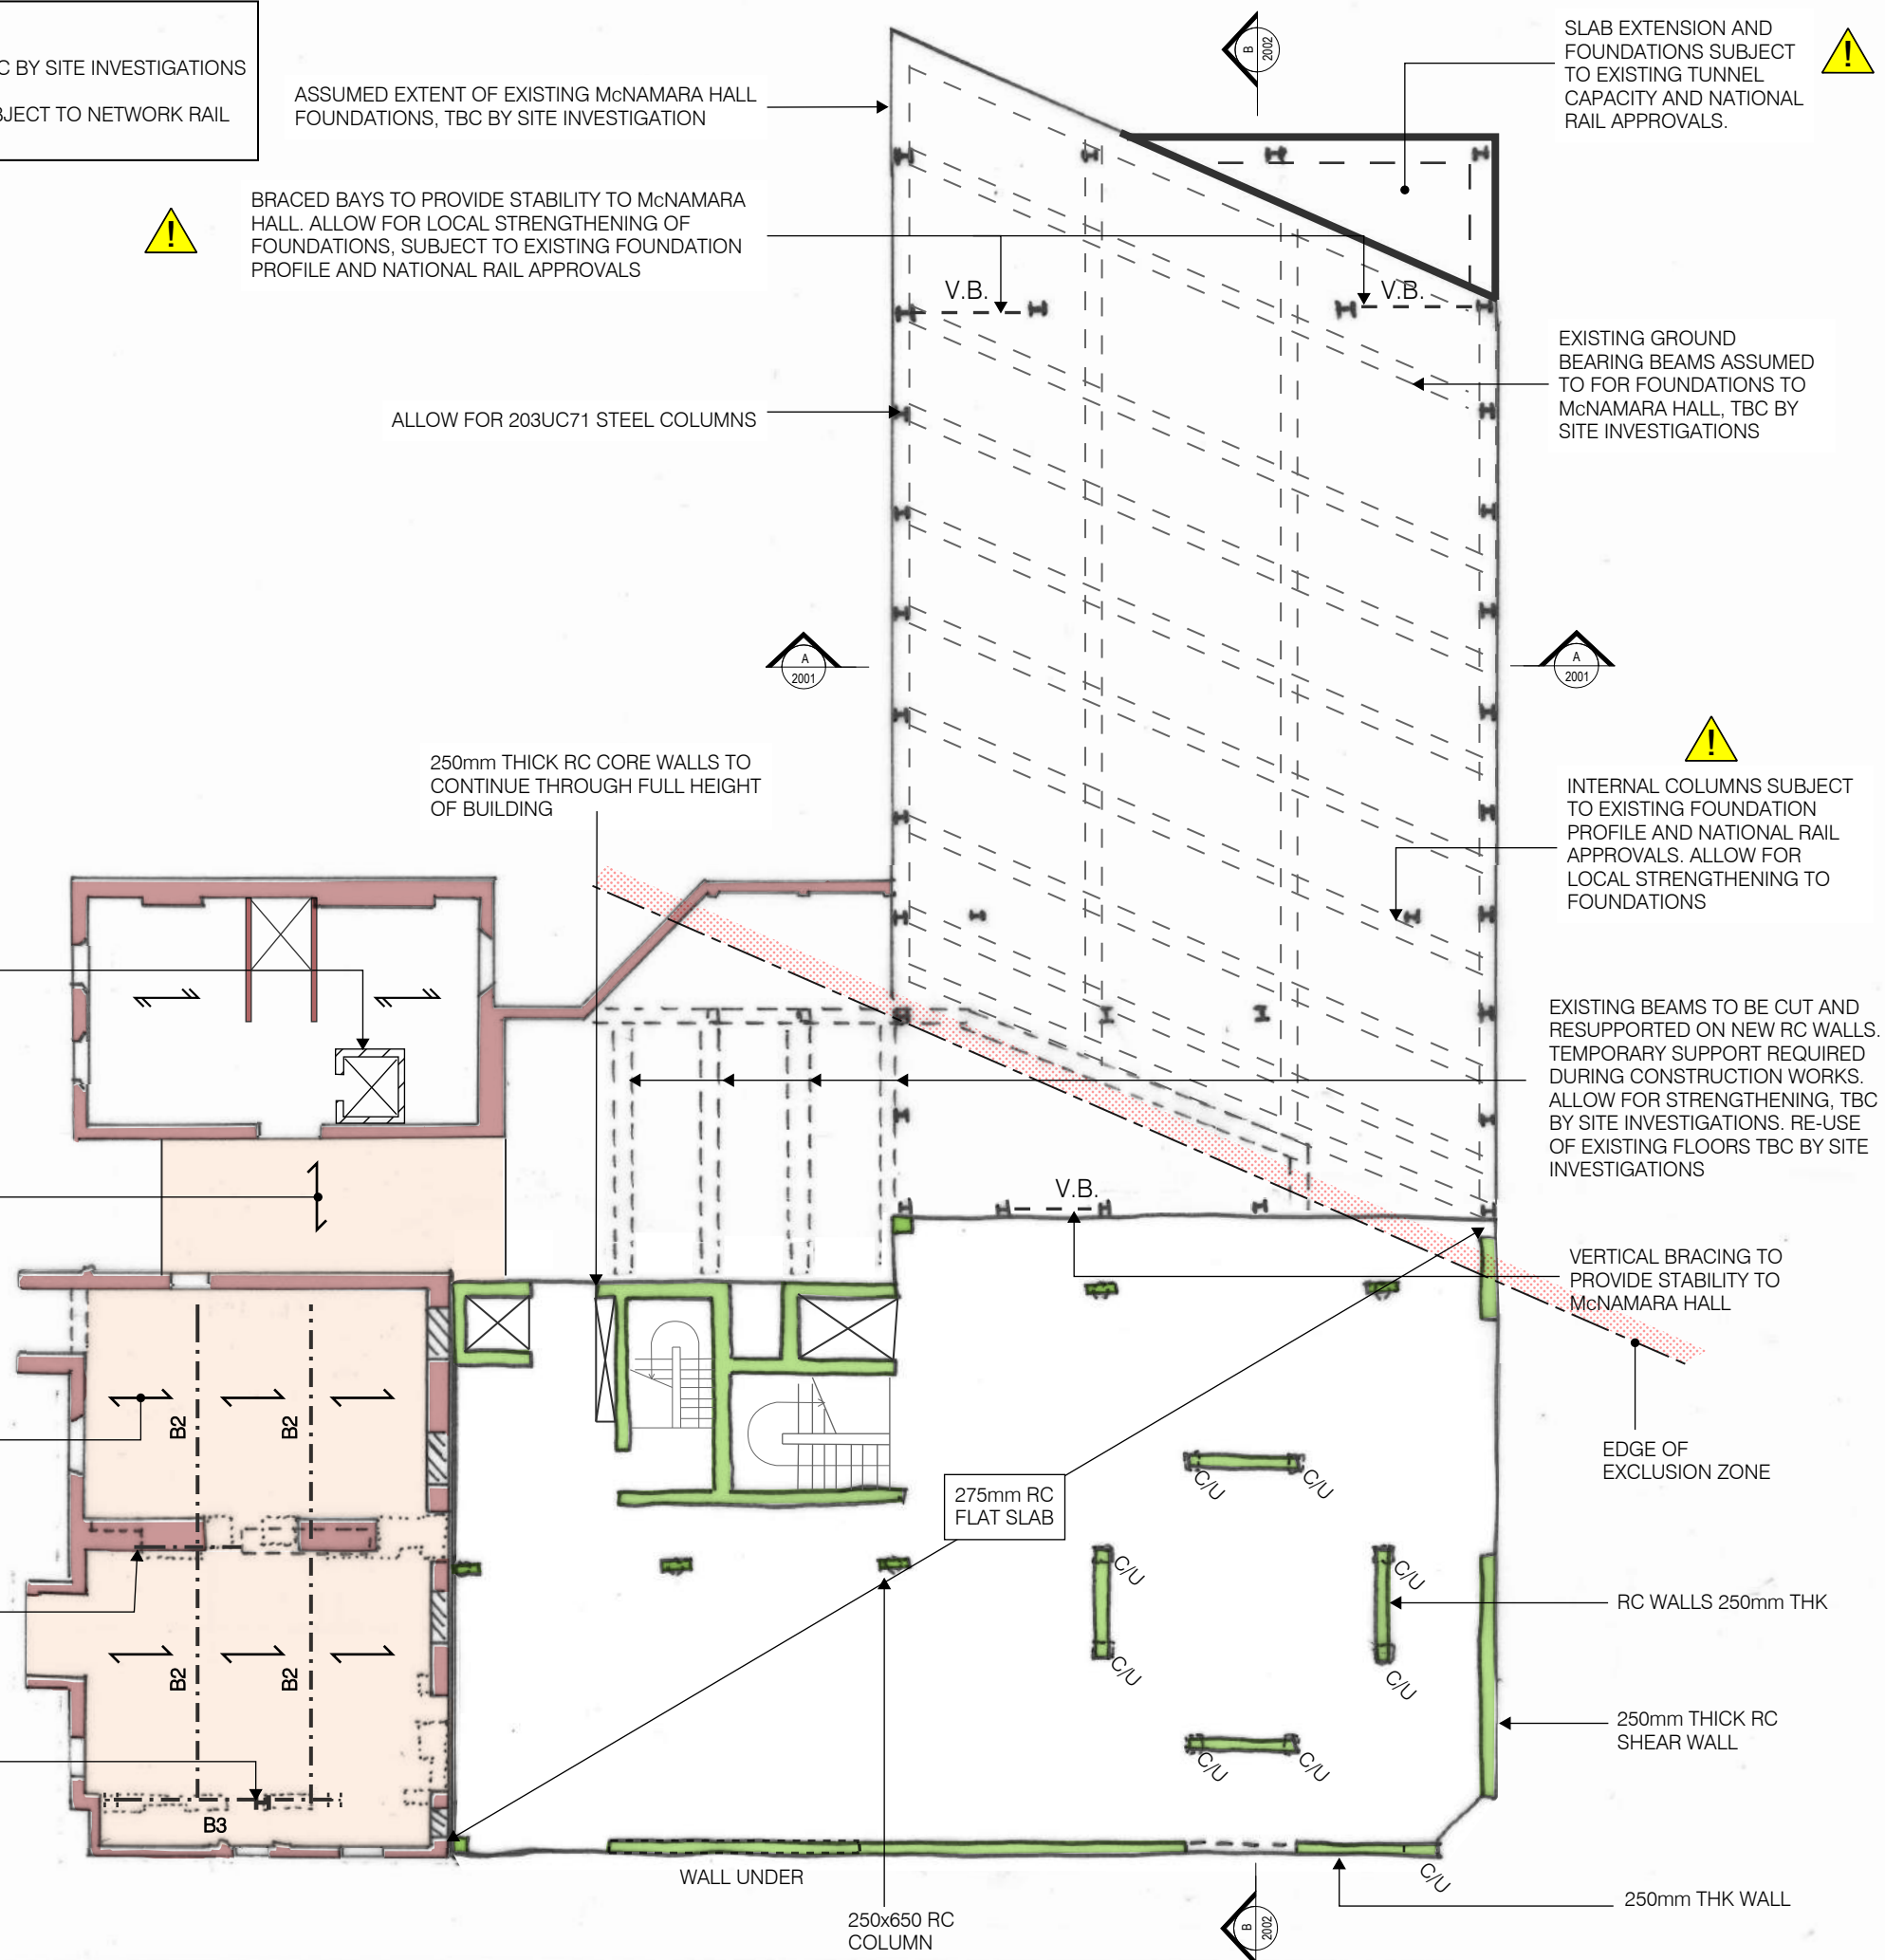 C BY SITE INVESTIGATIONS
BJECT TO NETWORK RAIL
ASSUMED EXTENT OF EXISTING McNAMARA HALL
FOUNDATIONS, TBC BY SITE INVESTIGATION
B
2002
SLAB EXTENSION AND
FOUNDATIONS SUBJECT
TO EXISTING TUNNEL
CAPACITY AND NATIONAL
RAIL APPROVALS.
!
!
BRACED BAYS TO PROVIDE STABILITY TO McNAMARA
HALL. ALLOW FOR LOCAL STRENGTHENING OF
FOUNDATIONS, SUBJECT TO EXISTING FOUNDATION
PROFILE AND NATIONAL RAIL APPROVALS
V.B.
V.B.
EXISTING GROUND
BEARING BEAMS ASSUMED
TO FOR FOUNDATIONS TO
McNAMARA HALL, TBC BY
SITE INVESTIGATIONS
ALLOW FOR 203UC71 STEEL COLUMNS
A
2001
A
2001
250mm THICK RC CORE WALLS TO
CONTINUE THROUGH FULL HEIGHT
OF BUILDING
!
INTERNAL COLUMNS SUBJECT
TO EXISTING FOUNDATION
PROFILE AND NATIONAL RAIL
APPROVALS. ALLOW FOR
LOCAL STRENGTHENING TO
FOUNDATIONS
EXISTING BEAMS TO BE CUT AND
RESUPPORTED ON NEW RC WALLS.
TEMPORARY SUPPORT REQUIRED
DURING CONSTRUCTION WORKS.
ALLOW FOR STRENGTHENING, TBC
BY SITE INVESTIGATIONS. RE-USE
OF EXISTING FLOORS TBC BY SITE
INVESTIGATIONS
V.B.
VERTICAL BRACING TO
PROVIDE STABILITY TO
McNAMARA HALL
EDGE OF
EXCLUSION ZONE
B2
B2
275mm RC
FLAT SLAB
C/U
C/U
C/U
C/U
C/U
C/U
RC WALLS 250mm THK
B2
B2
250mm THICK RC
SHEAR WALL
C/U
C/U
B3
WALL UNDER
C/U
250mm THK WALL
250x650 RC
COLUMN
B
2002